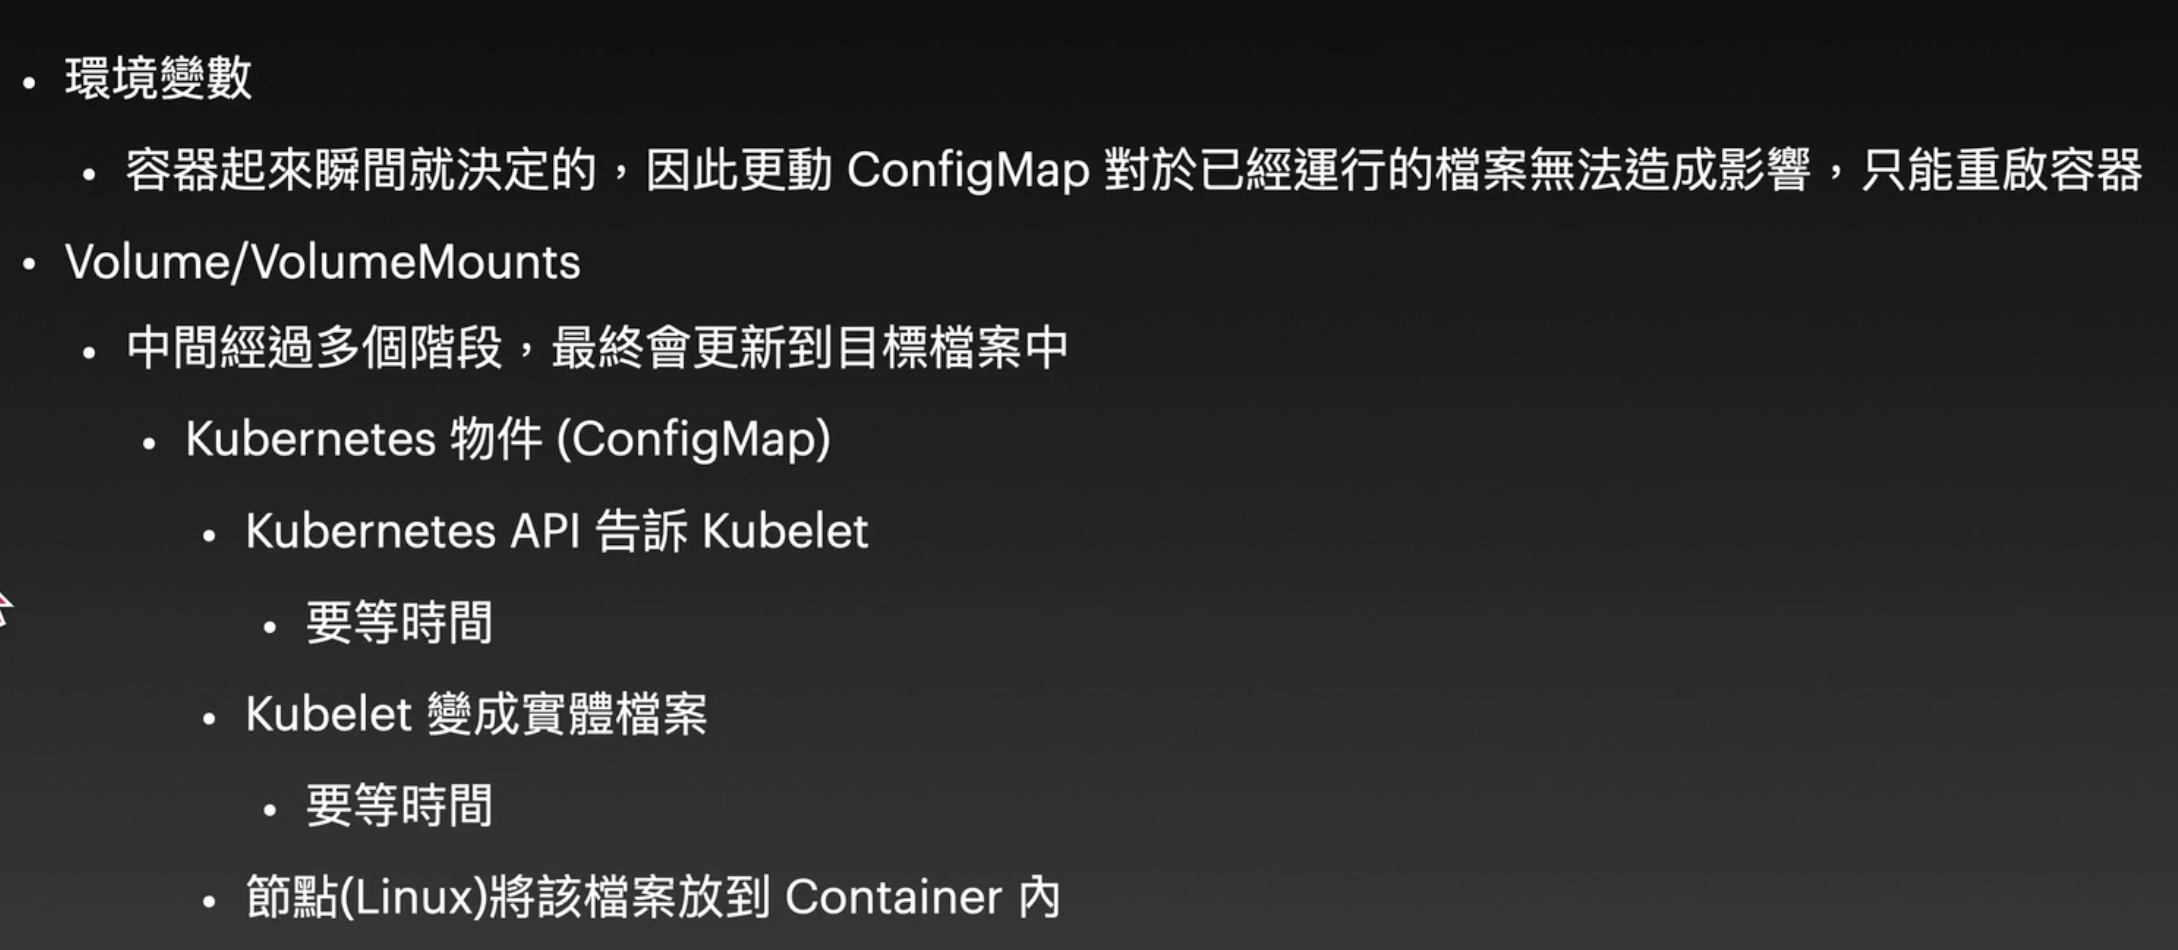 • 環境變數
• 容器起來瞬間就決定的，因此更動 ConfigMap 對於已經運行的檔案無法造成影響，只能重啟容器
• Volume/VolumeMounts
• 中間經過多個階段，最終會更新到目標檔案中
• Kubernetes 物件 (ConfigMap)
• Kubernetes API 告訴 Kubelet
• 要等時間
• Kubelet 變成實體檔案
• 要等時間
• 節點(Linux)將該檔案放到 Container 內